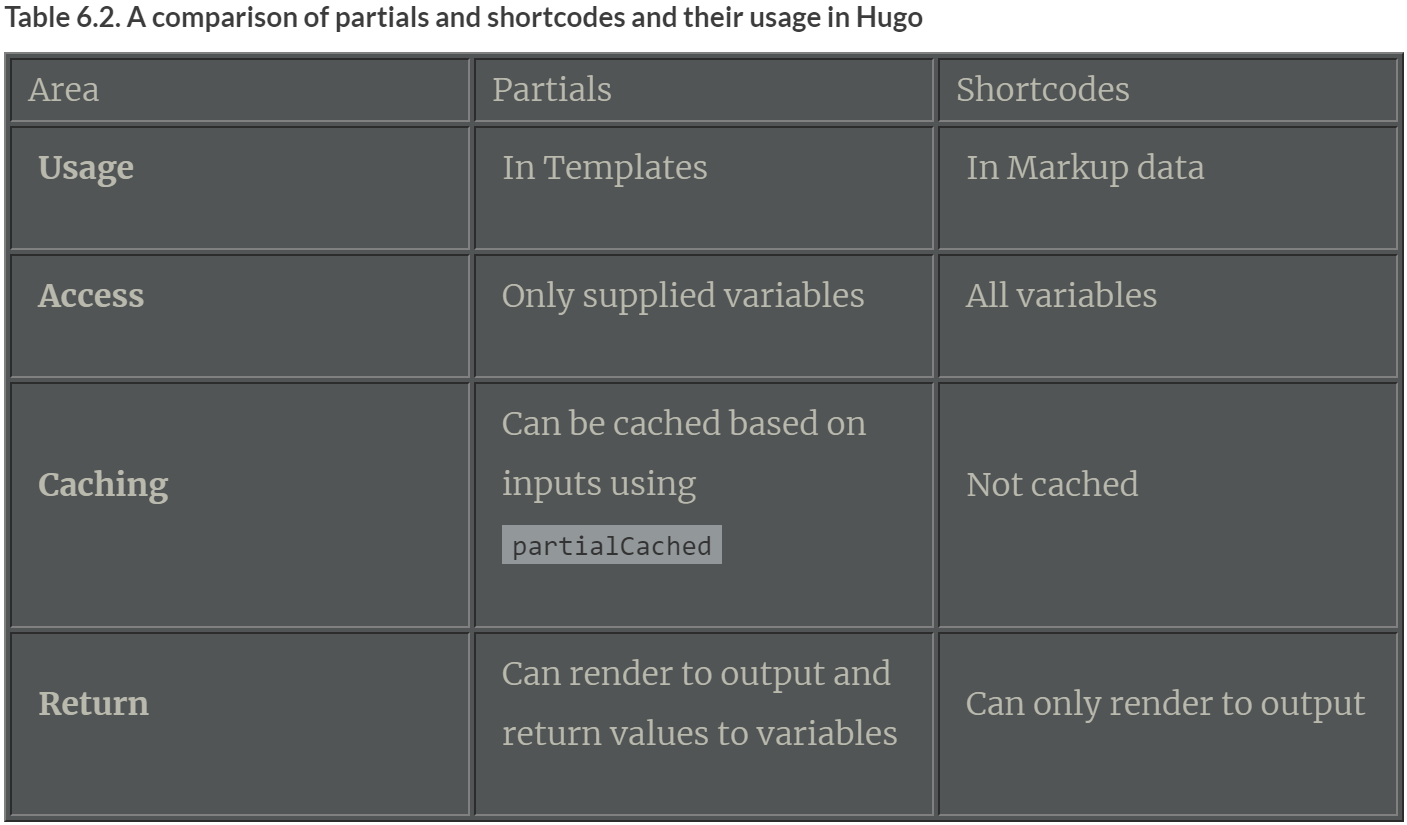 Table 6.2. A comparison of partials and shortcodes and their usage in Hugo
Area Partials Shortcodes
Usage In Templates In Markup data
Access Only supplied variables All variables
Can be cached based on
Caching inputs using Not cached
partialCached
Can render to output and
Return Can only render to output
return values to variables